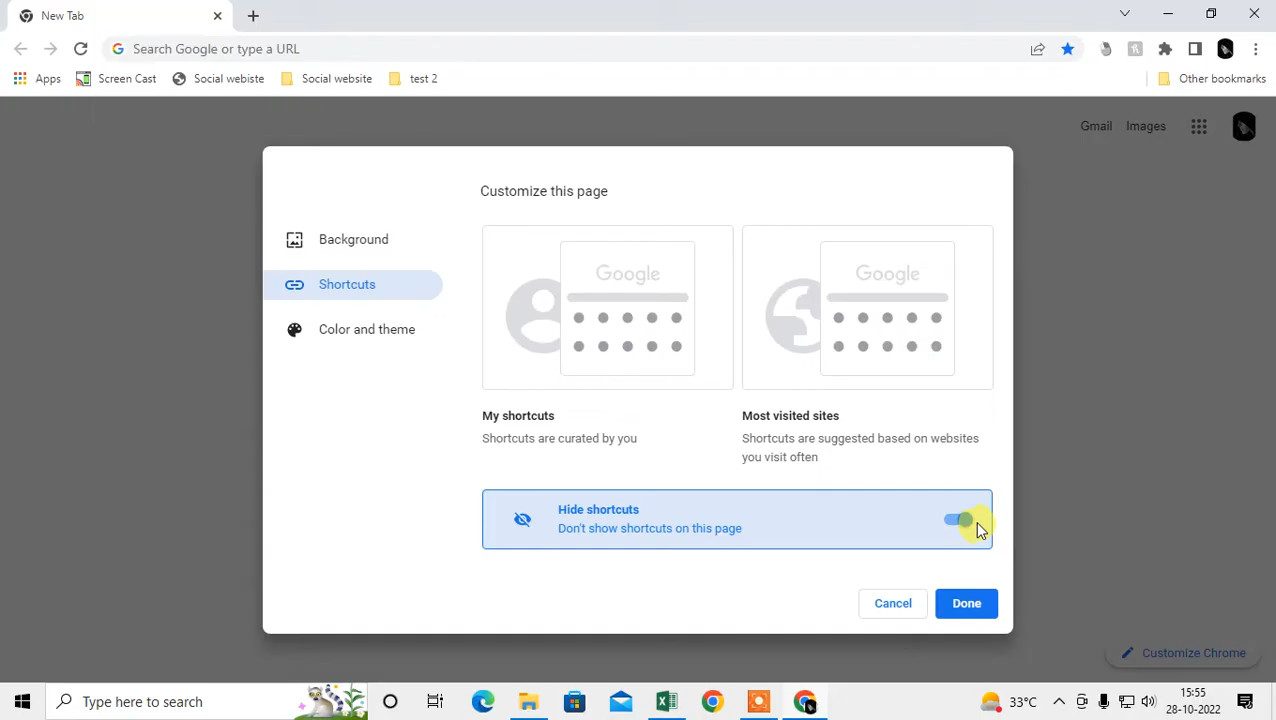 New Tab
Search Google or type a URL
Apps Screen Cast Social webiste Social website test 2 Other bookmarks
Gmail Images
Customize this page
Background
Shortcuts
Color and theme
Google Google
My shortcuts
Shortcuts are curated by you
Most visited sites
Shortcuts are suggested based on websites
you visit often
Hide shortcuts
Don't show shortcuts on this page
Cancel Done
Customize Chrome
Type here to search
33°C
15:55
28-10-2022